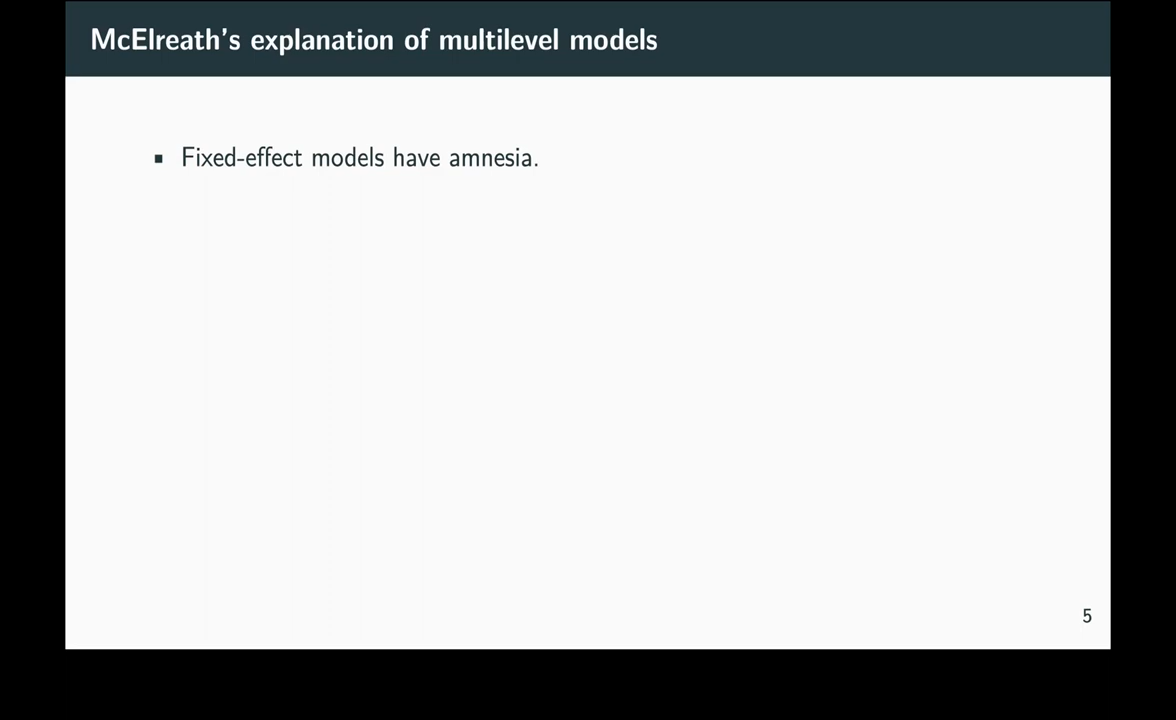 McElreath's explanation of multilevel models
▪ Fixed-effect models have amnesia.
5